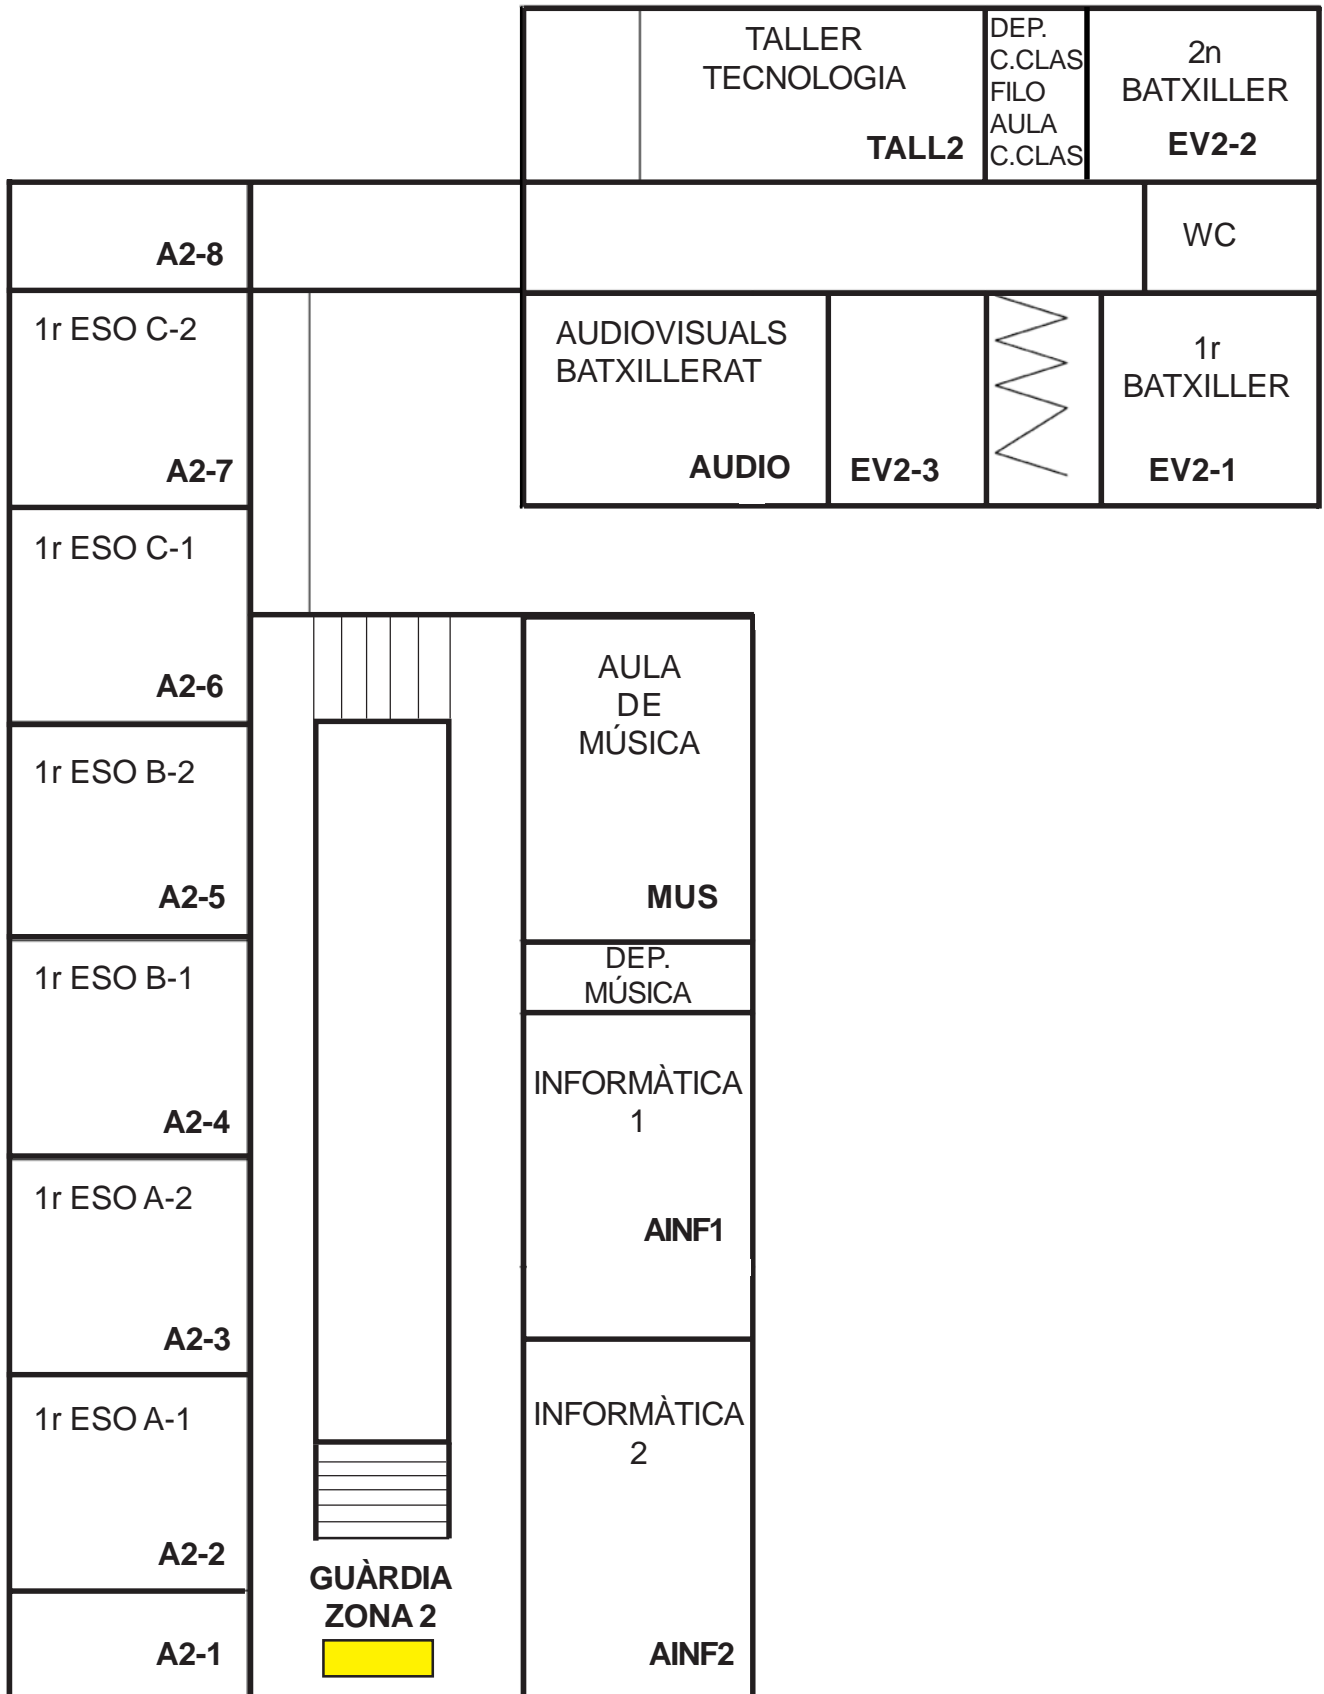 TALLER
TECNOLOGIA
TALL2
DEP.
C.CLAS
FILO
AULA
C.CLAS
2n
BATXILLER
EV2-2
A2-8
WC
1r ESO C-2
A2-7
AUDIOVISUALS
BATXILLERAT
AUDIO
EV2-3
1r
BATXILLER
EV2-1
1r ESO C-1
A2-6
AULA
DE
MÚSICA
MUS
1r ESO B-2
A2-5
DEP.
MÚSICA
1r ESO B-1
A2-4
INFORMÀTICA
1
AINF1
1r ESO A-2
A2-3
INFORMÀTICA
2
AINF2
1r ESO A-1
A2-2
GUÀRDIA
ZONA 2
A2-1